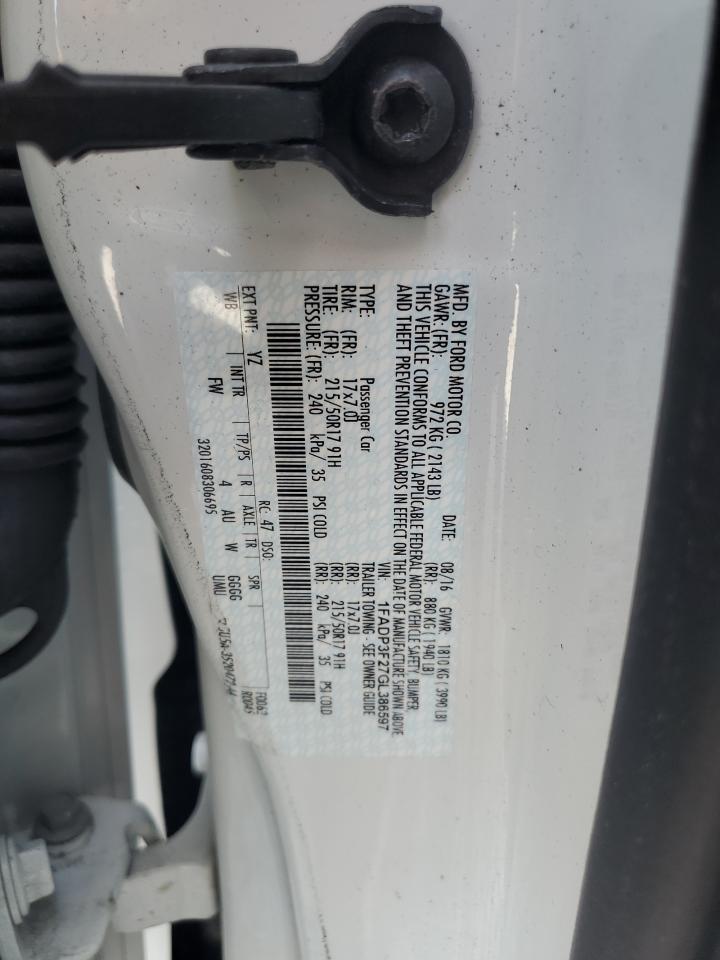 MFD. BY FORD MOTOR CO. DATE: 08/16 GVWR: 1810 KG ( 3990 LB)
GAWR: (FR): 972 KG ( 2143 LB) (RR): 880 KG ( 1940 LB)
THIS VEHICLE CONFORMS TO ALL APPLICABLE FEDERAL MOTOR VEHICLE SAFETY, BUMPER,
AND THEFT PREVENTION STANDARDS IN EFFECT ON THE DATE OF MANUFACTURE SHOWN ABOVE
VIN: 1FADP3F27GL386597
TYPE: Passenger Car TRAILER TOWING - SEE OWNER GUIDE
RIM: (FR): 17x7.0J (RR): 17x7.0J
TIRE: (FR): 215/50R17 91H (RR): 215/50R17 91H
PRESSURE: (FR): 240 kPa/ 35 PSI COLD (RR): 240 kPa/ 35 PSI COLD
EXT PNT: YZ RC: 47 DSO: F0062
WB INT TR TP/PS R AXLE TR SPR R0045
FW 4 AU W GGGG UMU
3201608306695